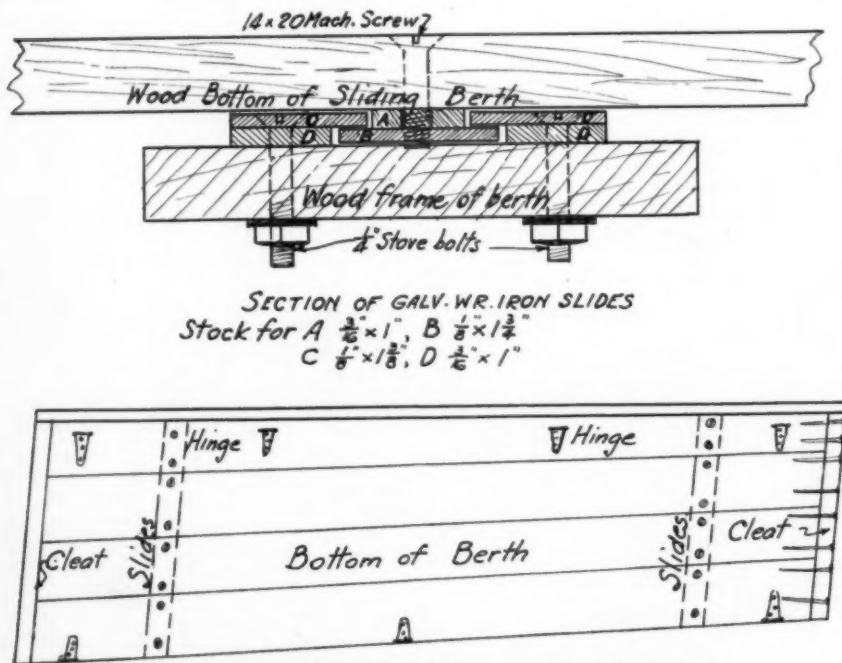 14 x 20 Mach. Screw
Wood Bottom of Sliding Berth
C A C
D B D
Wood frame of berth
1/4" Stove bolts
SECTION OF GALV. WR. IRON SLIDES
Stock for A 3/16" x 1", B 1/8" x 1 3/4"
C 1/8" x 1 3/8", D 3/16" x 1"
Hinge Hinge
Cleat Slides Bottom of Berth Slides Cleat